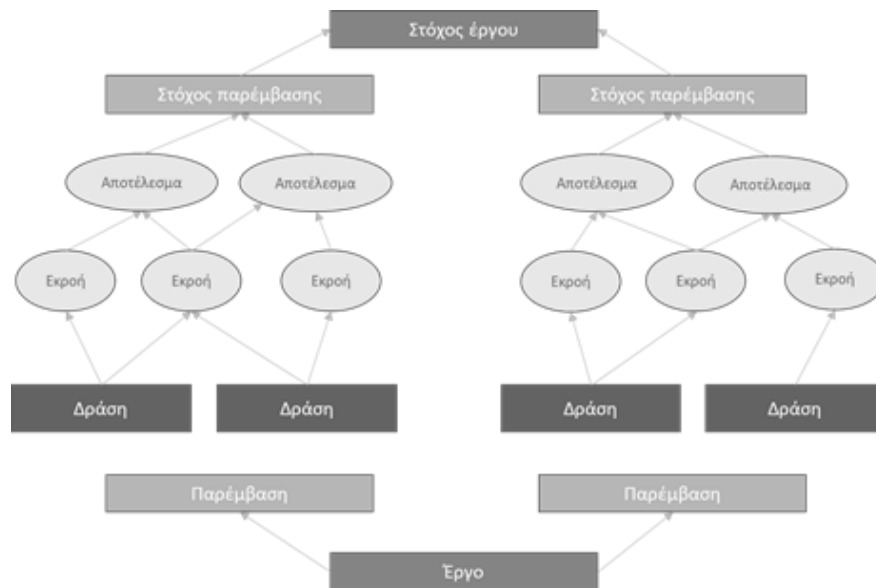 Στόχος έργου
Στόχος παρέμβασης
Στόχος παρέμβασης
Αποτέλεσμα
Αποτέλεσμα
Αποτέλεσμα
Αποτέλεσμα
Εκροή
Εκροή
Εκροή
Εκροή
Εκροή
Εκροή
Δράση
Δράση
Δράση
Δράση
Παρέμβαση
Παρέμβαση
Έργο